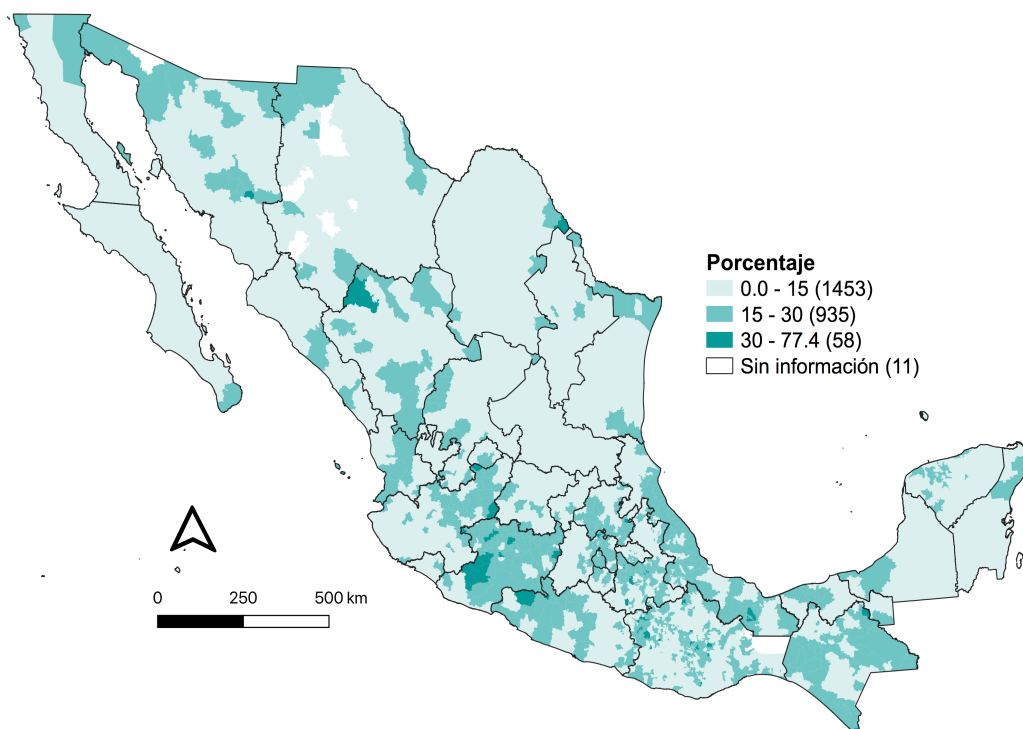 Porcentaje
0.0 - 15 (1453)
15 - 30 (935)
30 - 77.4 (58)
Sin información (11)
0 250 500 km